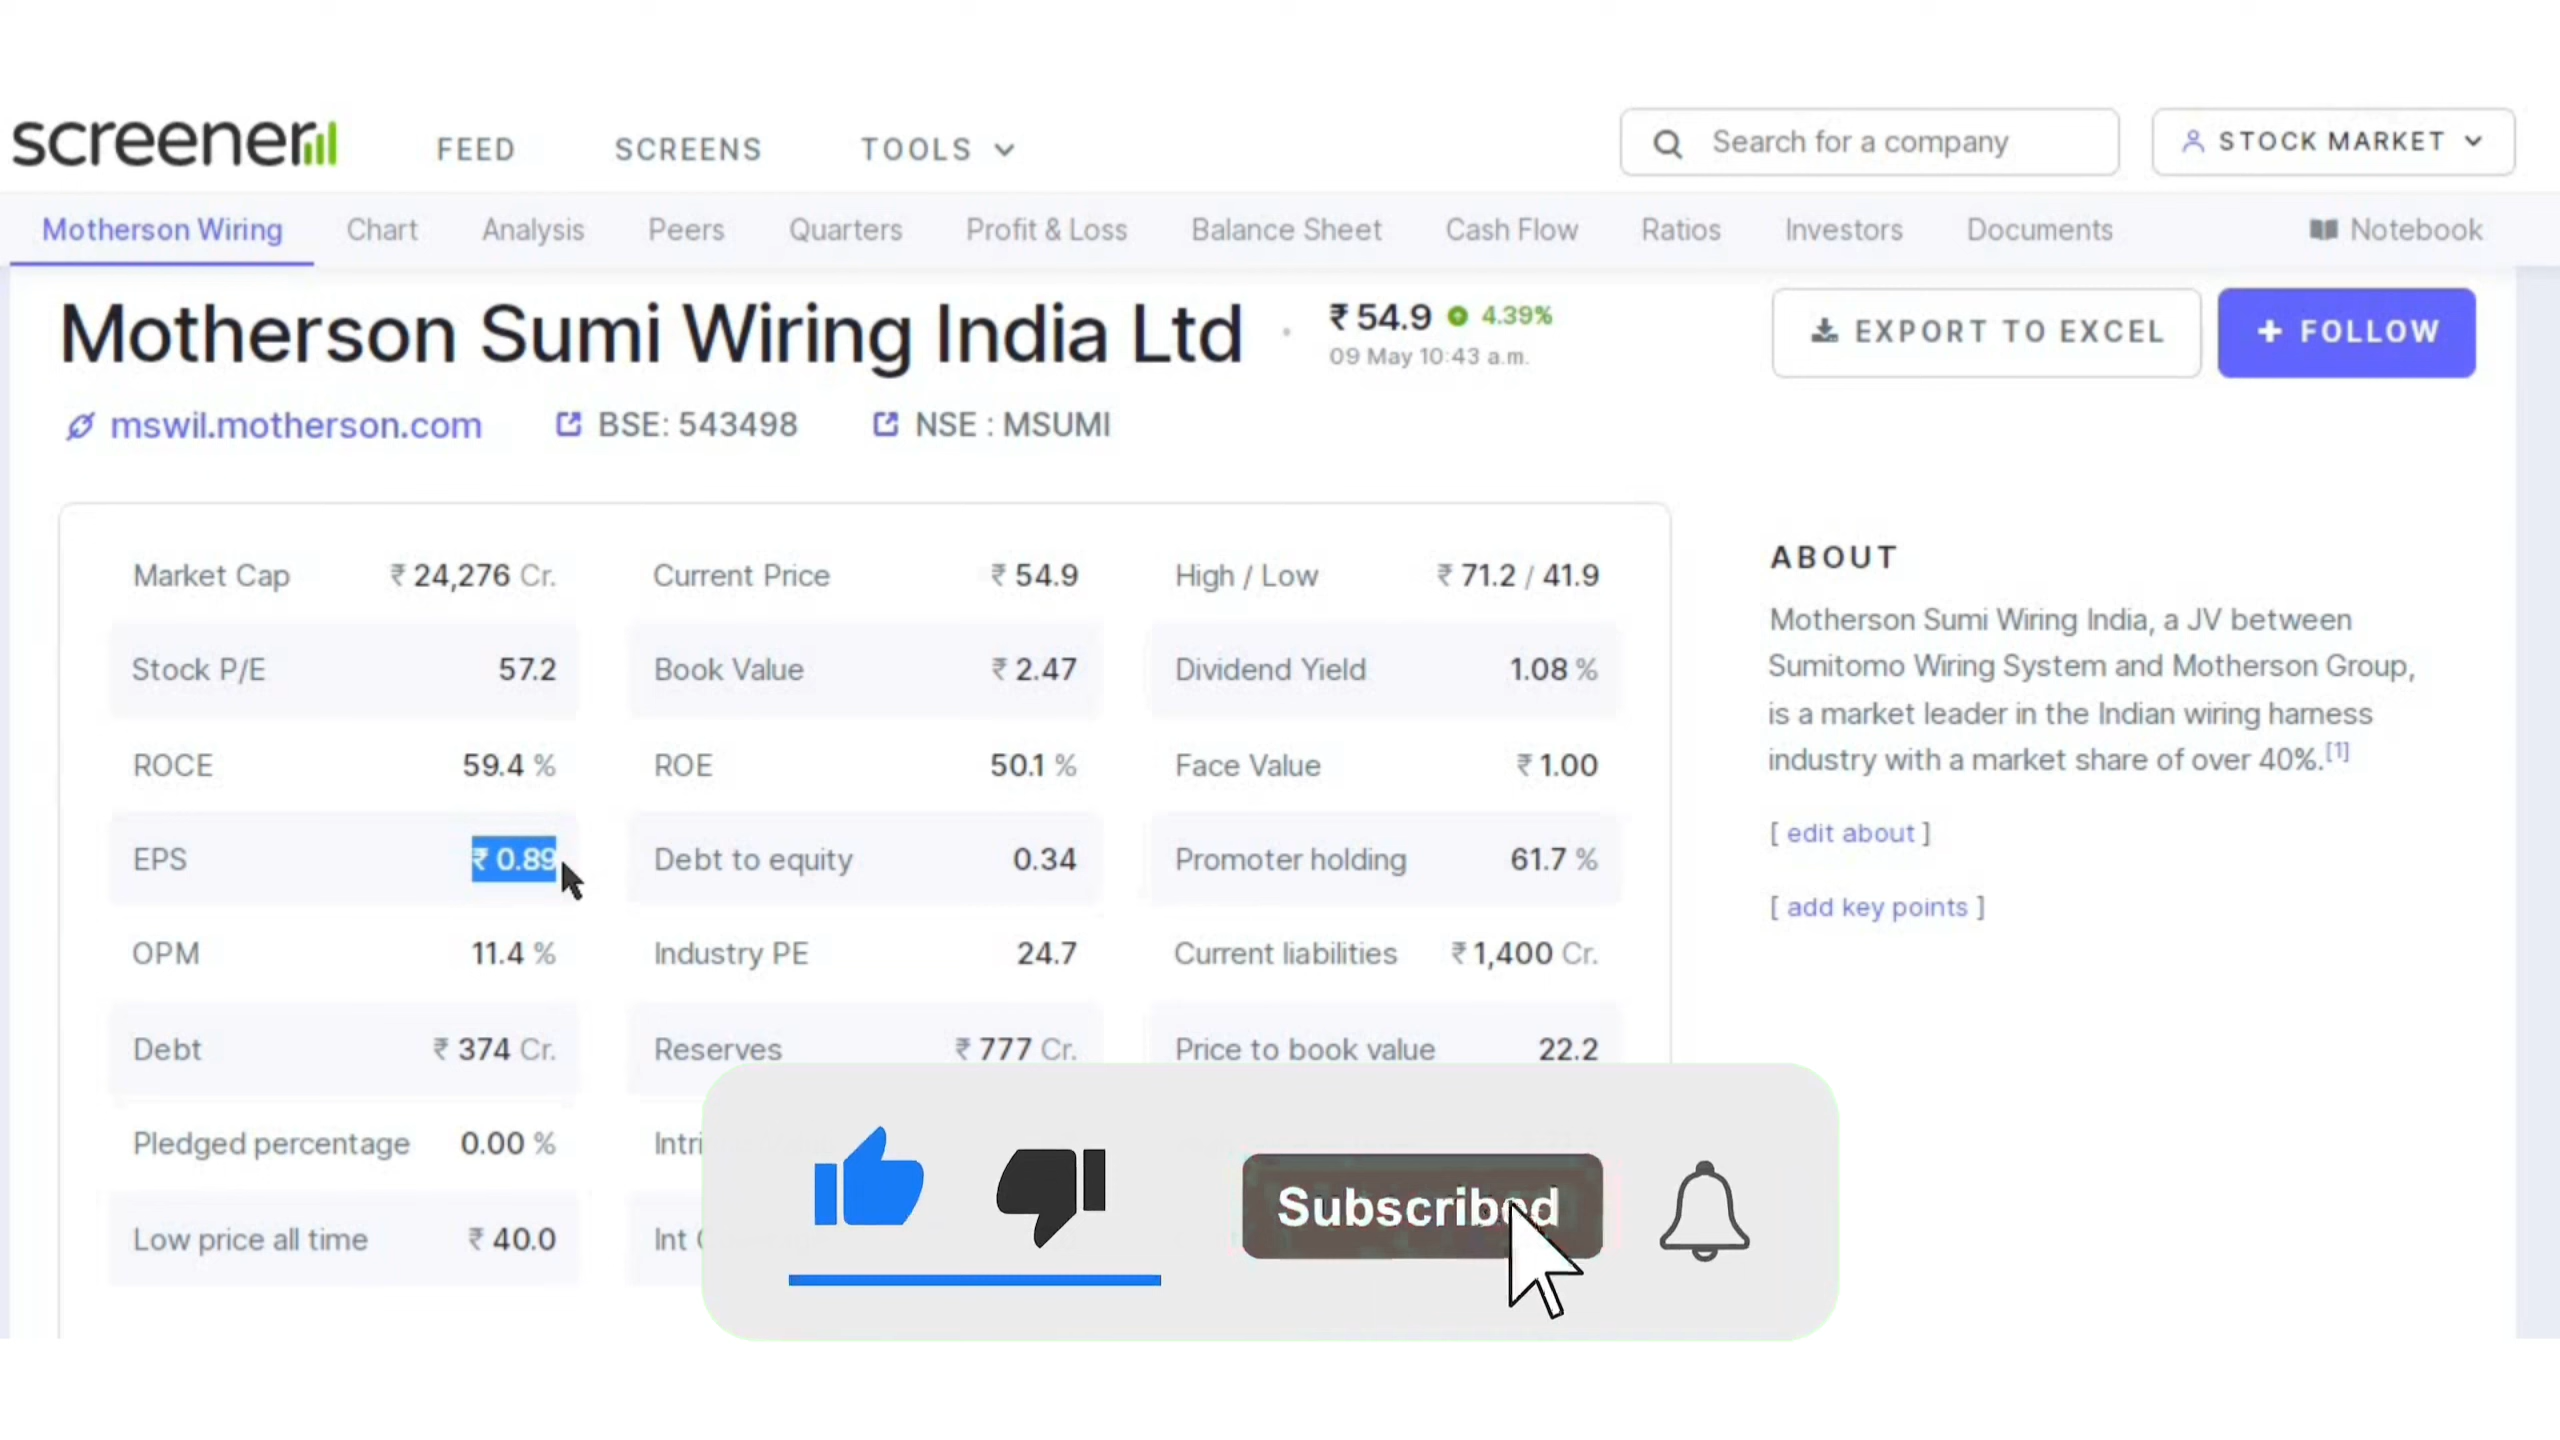 screener
FEED SCREENS TOOLS
Search for a company
STOCK MARKET
Motherson Wiring Chart Analysis Peers Quarters Profit & Loss Balance Sheet Cash Flow Ratios Investors Documents Notebook
Motherson Sumi Wiring India Ltd
₹ 54.9 4.39%
09 May 10:43 a.m.
EXPORT TO EXCEL
+ FOLLOW
mswil.motherson.com BSE: 543498 NSE : MSUMI
Market Cap ₹ 24,276 Cr. Current Price ₹ 54.9 High / Low ₹ 71.2 / 41.9
Stock P/E 57.2 Book Value ₹ 2.47 Dividend Yield 1.08 %
ROCE 59.4 % ROE 50.1 % Face Value ₹ 1.00
EPS ₹ 0.89 Debt to equity 0.34 Promoter holding 61.7 %
OPM 11.4 % Industry PE 24.7 Current liabilities ₹ 1,400 Cr.
Debt ₹ 374 Cr. Reserves ₹ 777 Cr. Price to book value 22.2
Pledged percentage 0.00 %
Low price all time ₹ 40.0 Int
ABOUT
Motherson Sumi Wiring India, a JV between
Sumitomo Wiring System and Motherson Group,
is a market leader in the Indian wiring harness
industry with a market share of over 40%.[1]
[ edit about ]
[ add key points ]
Subscribed